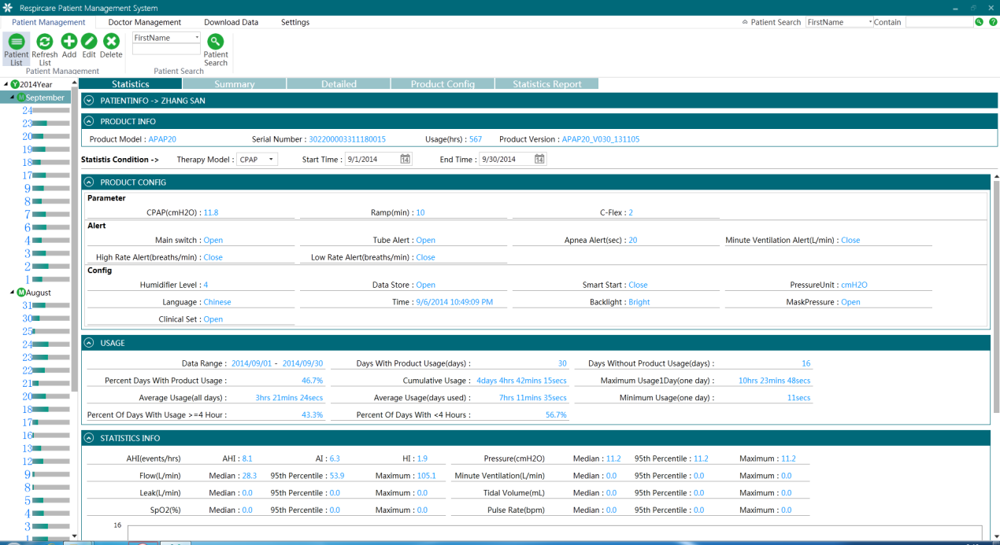 Respircare Patient Management System
Patient Management Doctor Management Download Data Settings Patient Search FirstName Contain
Patient List Refresh List Add Edit Delete FirstName Patient Search
Patient Management Patient Search
2014Year
September
24
23
20
19
18
17
9
8
7
6
4
3
2
1
August
31
30
25
24
23
22
21
20
18
17
16
13
12
9
8
5
4
3
1
Statistics Summary Detailed Product Config Statistics Report
PATIENTINFO -> ZHANG SAN
PRODUCT INFO
Product Model : APAP20 Serial Number : 302200003311180015 Usage(hrs) : 567 Product Version : APAP20_V030_131105
Statistis Condition -> Therapy Model : CPAP Start Time : 9/1/2014 14 End Time : 9/30/2014 14
PRODUCT CONFIG
Parameter
CPAP(cmH2O) : 11.8 Ramp(min) : 10 C-Flex : 2
Alert
Main switch : Open Tube Alert : Open Apnea Alert(sec) : 20 Minute Ventilation Alert(L/min) : Close
High Rate Alert(breaths/min) : Close Low Rate Alert(breaths/min) : Close
Config
Humidifier Level : 4 Data Store : Open Smart Start : Close PressureUnit : cmH2O
Language : Chinese Time : 9/6/2014 10:49:09 PM Backlight : Bright MaskPressure : Open
Clinical Set : Open
USAGE
Data Range : 2014/09/01 - 2014/09/30 Days With Product Usage(days) : 30 Days Without Product Usage(days) : 16
Percent Days With Product Usage : 46.7% Cumulative Usage : 4days 4hrs 42mins 15secs Maximum Usage1Day(one day) : 10hrs 23mins 48secs
Average Usage(all days) : 3hrs 21mins 24secs Average Usage(days used) : 7hrs 11mins 35secs Minimum Usage(one day) : 11secs
Percent Of Days With Usage >=4 Hour : 43.3% Percent Of Days With <4 Hours : 56.7%
STATISTICS INFO
AHI(events/hrs) AHI : 8.1 AI : 6.3 HI : 1.9 Pressure(cmH2O) Median : 11.2 95th Percentile : 11.2 Maximum : 11.2
Flow(L/min) Median : 28.3 95th Percentile : 53.9 Maximum : 105.1 Minute Ventilation(L/min) Median : 0.0 95th Percentile : 0.0 Maximum : 0.0
Leak(L/min) Median : 0.0 95th Percentile : 0.0 Maximum : 0.0 Tidal Volume(mL) Median : 0.0 95th Percentile : 0.0 Maximum : 0.0
SpO2(%) Median : 0.0 95th Percentile : 0.0 Maximum : 0.0 Pulse Rate(bpm) Median : 0.0 95th Percentile : 0.0 Maximum : 0.0
16